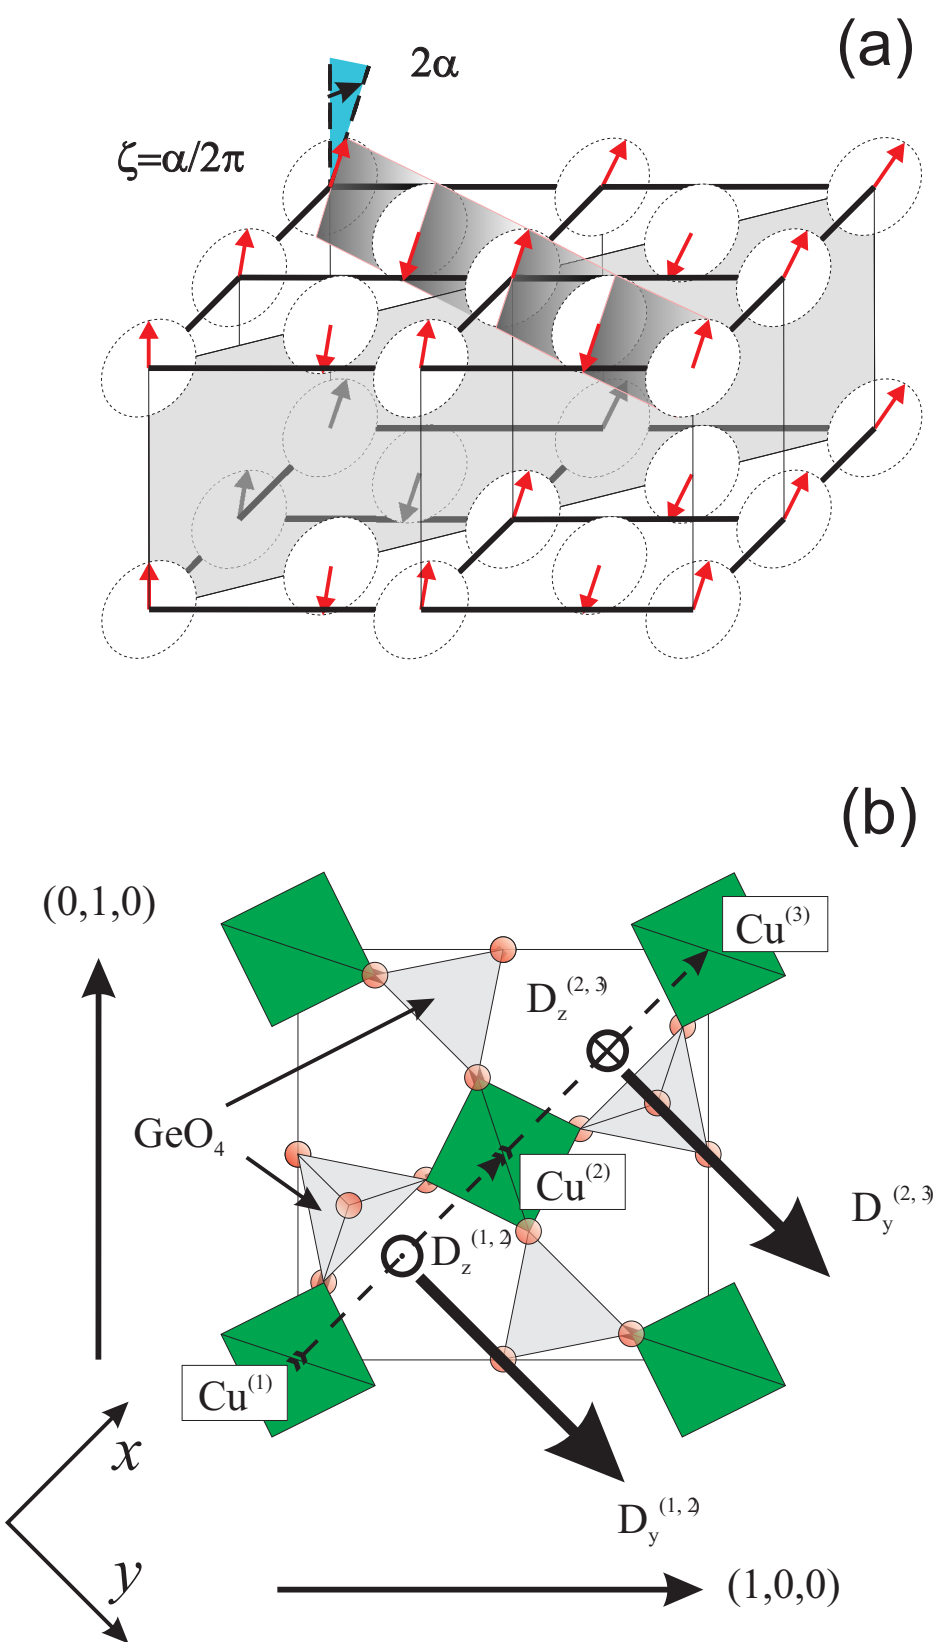 (a)
2α
ζ=α/2π
(b)
(0,1,0)
Cu(3)
Dz(2, 3)
GeO4
Cu(2)
Dy(2, 3)
Dz(1, 2)
Cu(1)
x
Dy(1, 2)
y
(1,0,0)